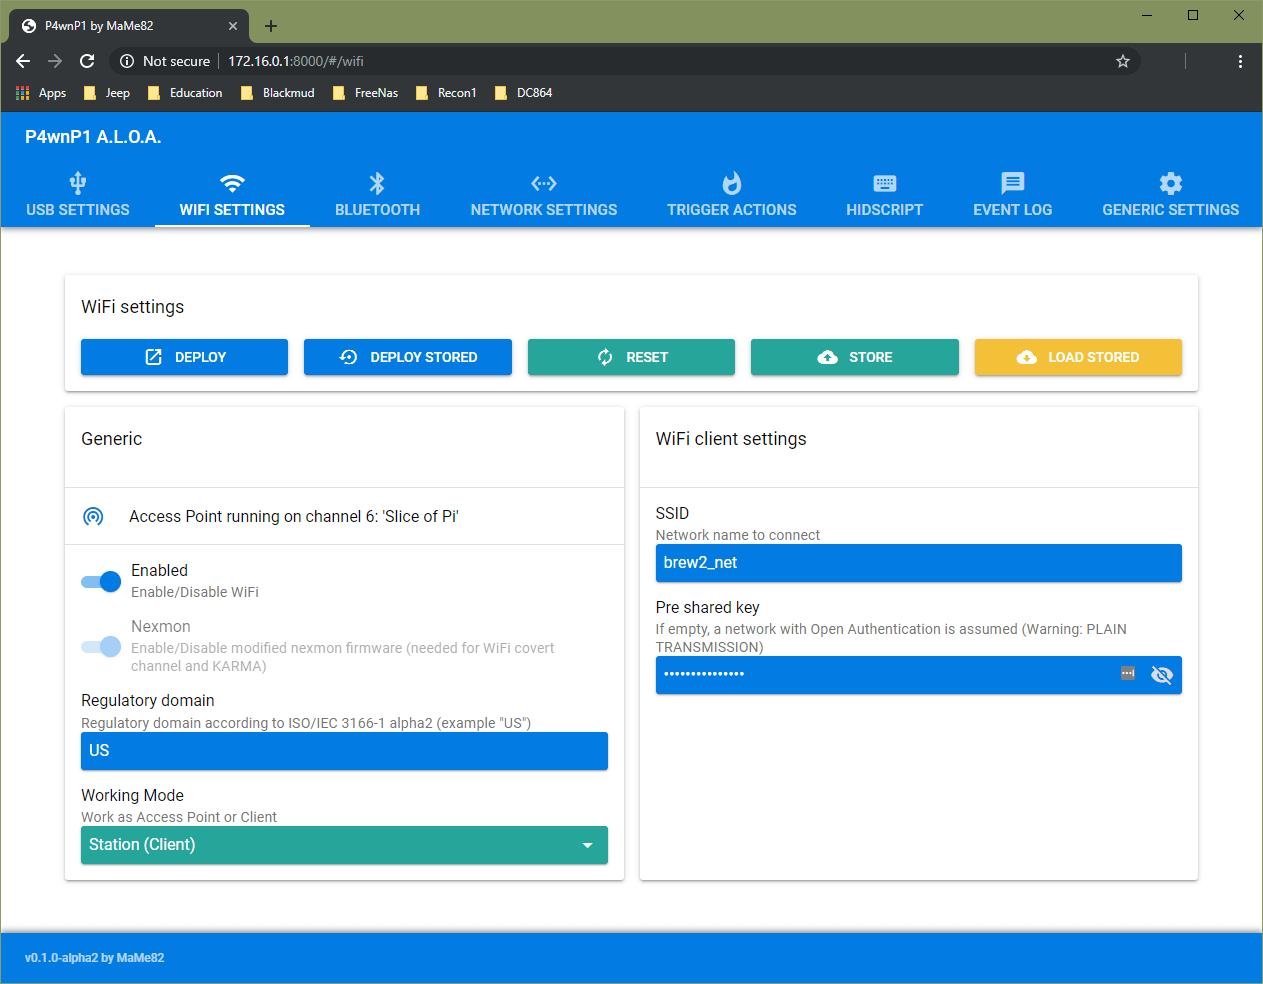 P4wnP1 by MaMe82
Not secure 172.16.0.1:8000/#/wifi
Apps Jeep Education Blackmud FreeNas Recon1 DC864
P4wnP1 A.L.O.A.
USB SETTINGS WIFI SETTINGS BLUETOOTH NETWORK SETTINGS TRIGGER ACTIONS HIDSCRIPT EVENT LOG GENERIC SETTINGS
WiFi settings
DEPLOY DEPLOY STORED RESET STORE LOAD STORED
Generic
Access Point running on channel 6: 'Slice of Pi'
Enabled
Enable/Disable WiFi
Nexmon
Enable/Disable modified nexmon firmware (needed for WiFi covert
channel and KARMA)
Regulatory domain
Regulatory domain according to ISO/IEC 3166-1 alpha2 (example "US")
US
Working Mode
Work as Access Point or Client
Station (Client)
WiFi client settings
SSID
Network name to connect
brew2_net
Pre shared key
If empty, a network with Open Authentication is assumed (Warning: PLAIN
TRANSMISSION)
•••••••••••••••
v0.1.0-alpha2 by MaMe82